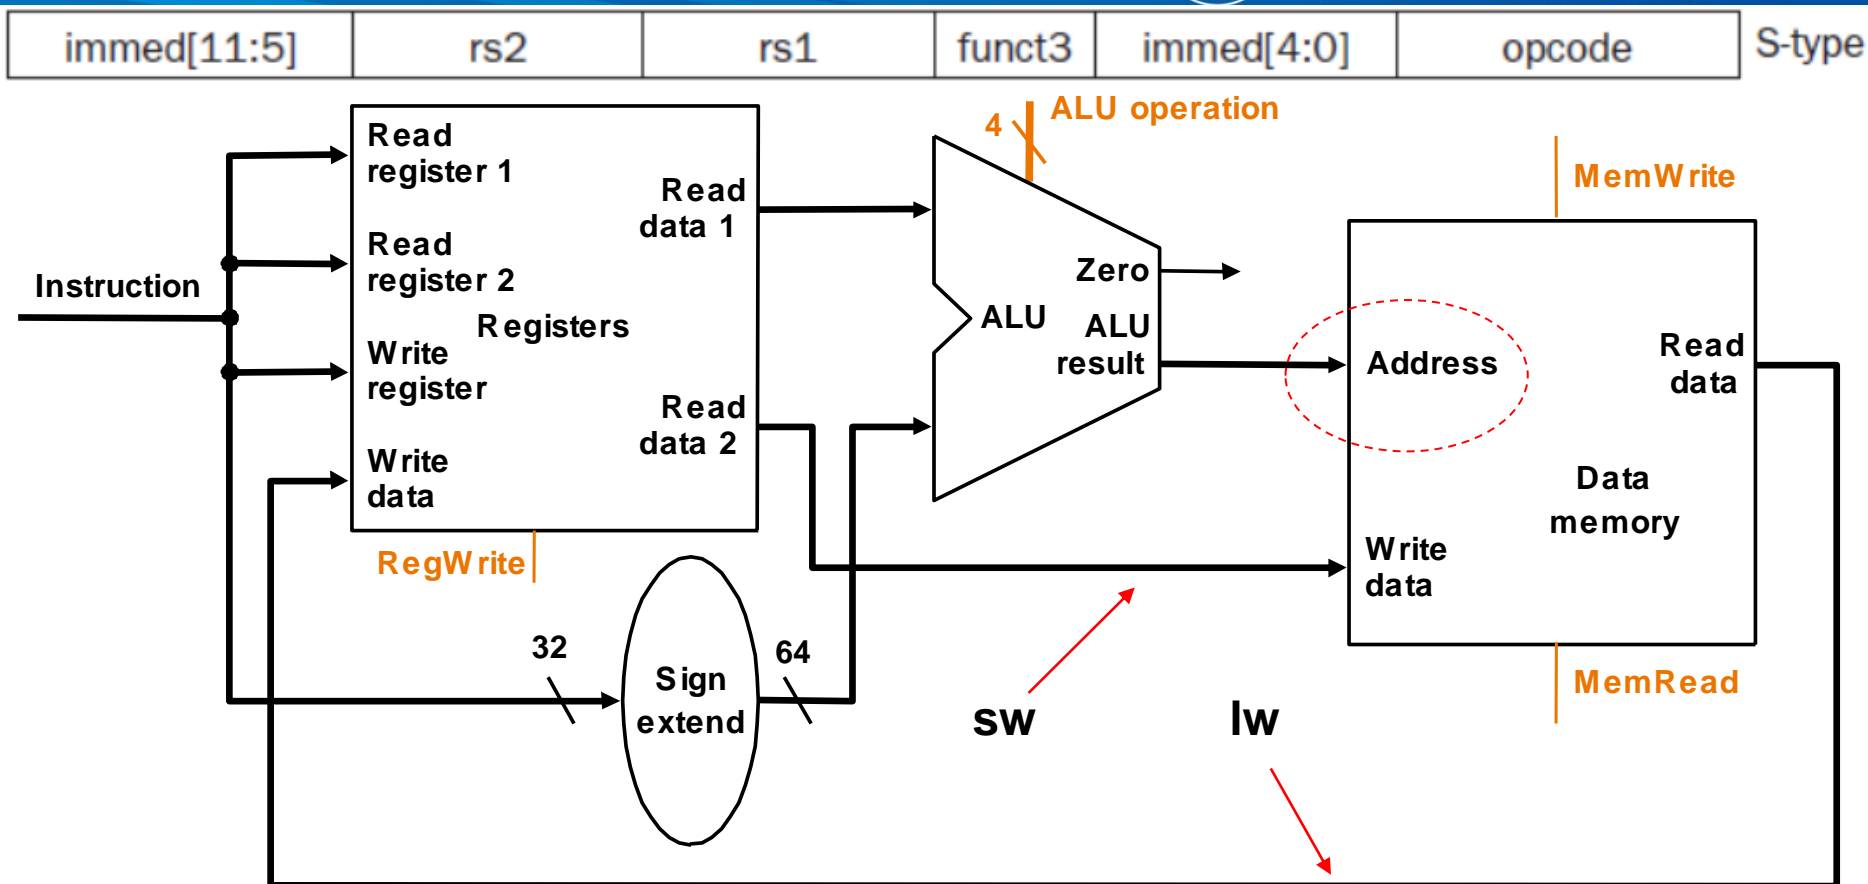 immed[11:5] rs2 rs1 funct3 immed[4:0] opcode S-type
4 ALU operation
Read
register 1
Read
data 1
MemWrite
Read
register 2
Instruction
Registers
Zero
ALU
ALU
result
Write
register
Address
Read
data
Read
data 2
Write
data
Data
memory
RegWrite
Write
data
32
64
Sign
extend
MemRead
sw
lw